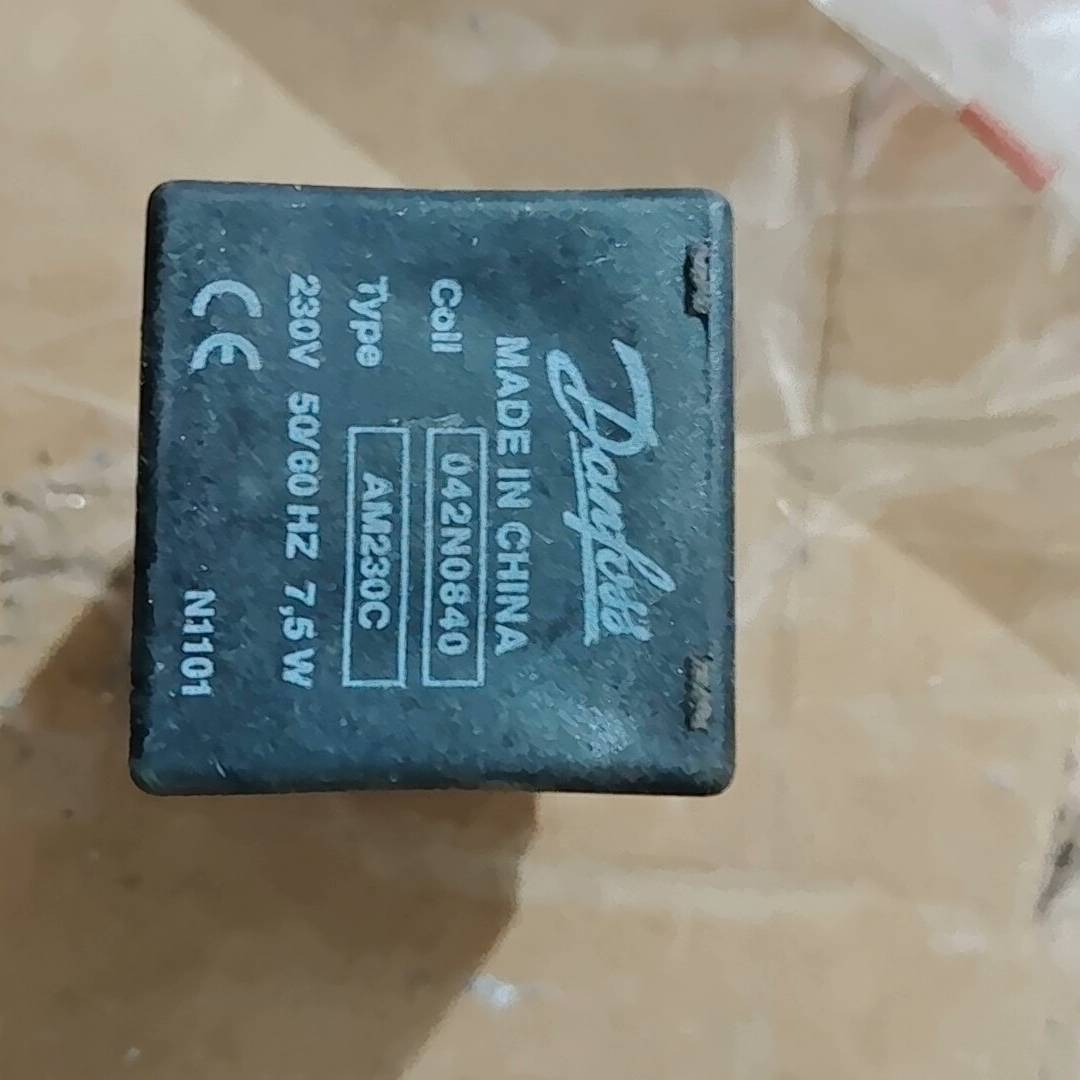 Danfoss
MADE IN CHINA
Coil 042N0840
Type AM230C
230V 50/60 HZ 7,5 W
CE N1101